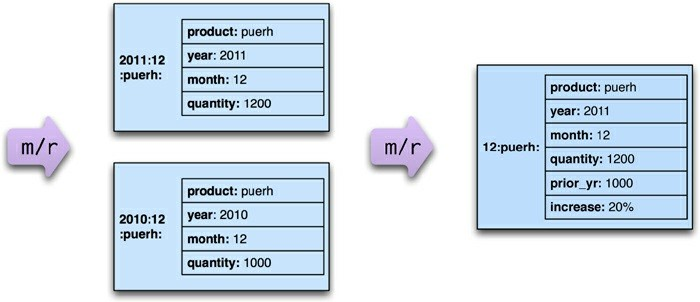 m/r
2011:12
:puerh:
product: puerh
year: 2011
month: 12
quantity: 1200
2010:12
:puerh:
product: puerh
year: 2010
month: 12
quantity: 1000
m/r
12:puerh:
product: puerh
year: 2011
month: 12
quantity: 1200
prior_yr: 1000
increase: 20%